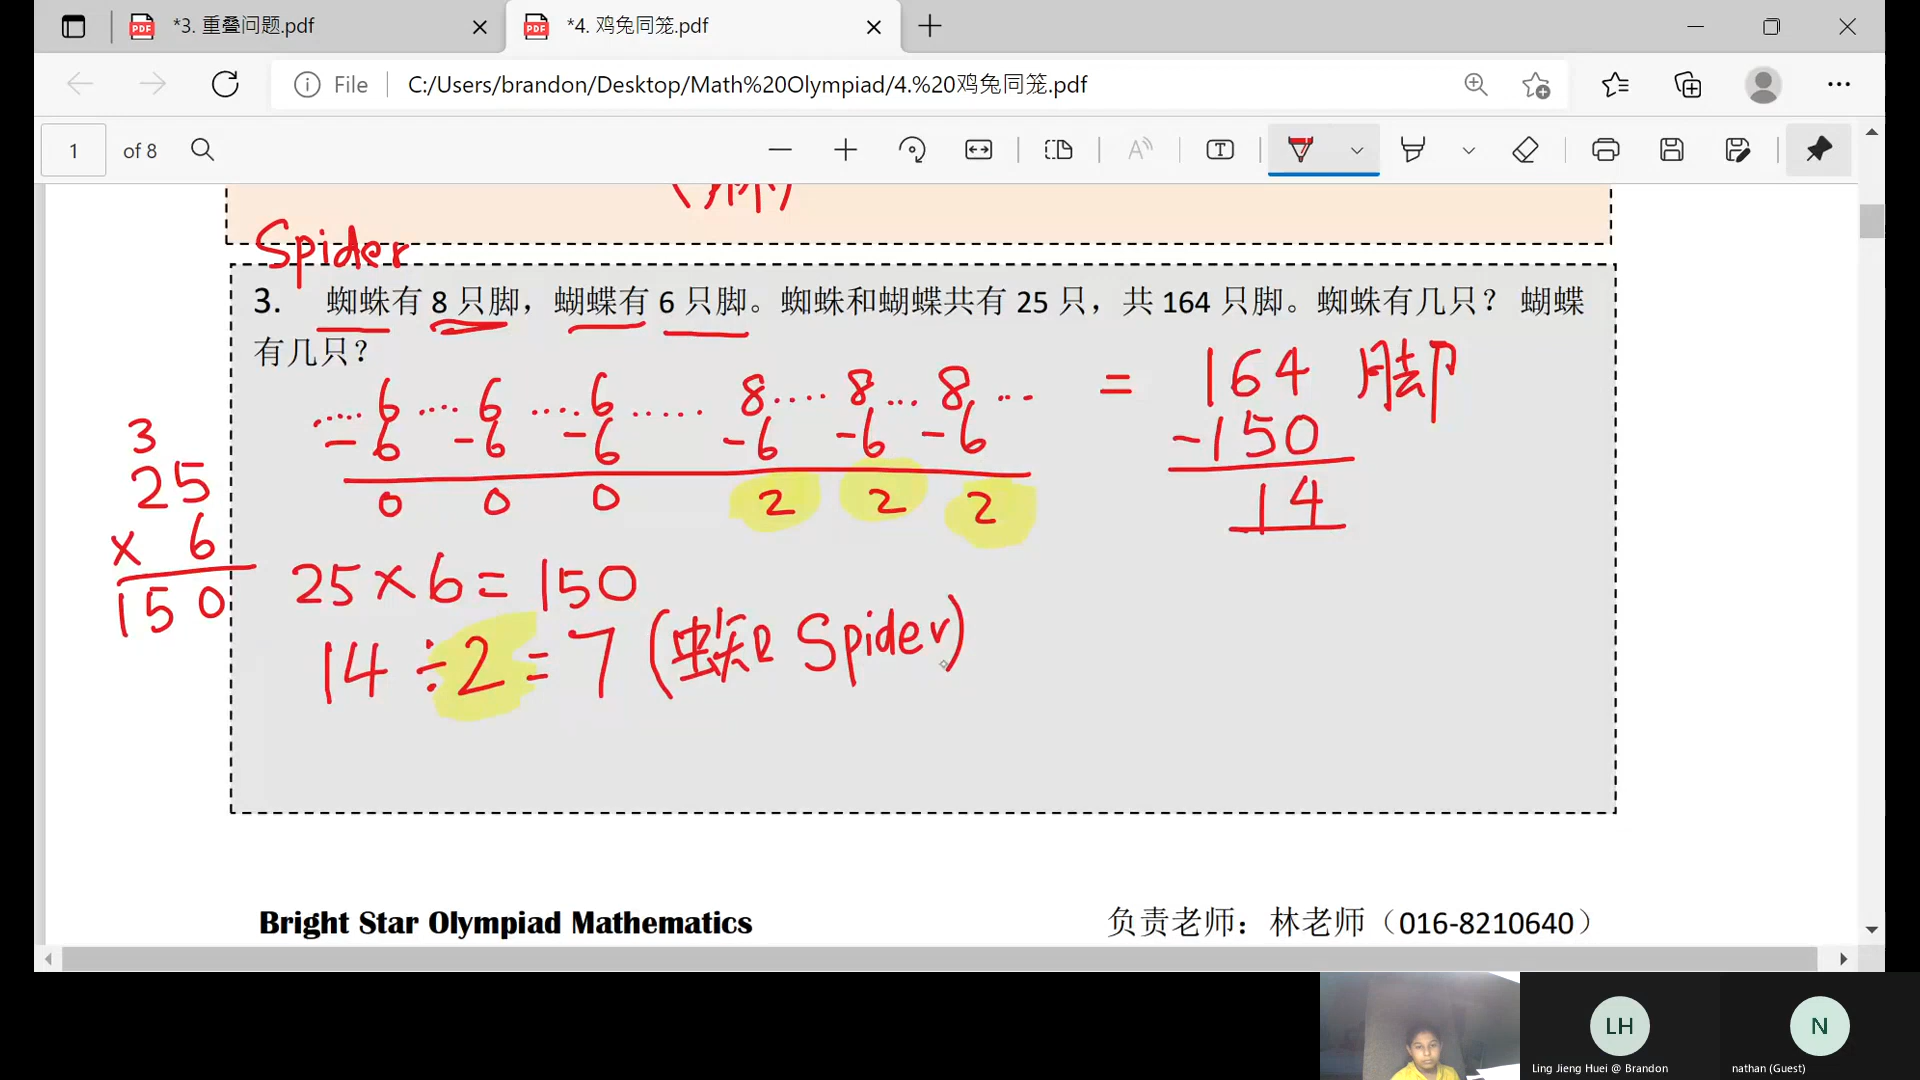 *3. 重叠问题.pdf
*4. 鸡兔同笼.pdf
File C:/Users/brandon/Desktop/Math%20Olympiad/4.%20鸡兔同笼.pdf
1 of 8
Spider
3. 蜘蛛有 8 只脚，蝴蝶有 6 只脚。蜘蛛和蝴蝶共有 25 只，共 164 只脚。蜘蛛有几只？蝴蝶
有几只？
..... 6 .... 6 .... 6 ...... 8 .... 8 ... 8 ... = 164 脚
-6 -6 -6 -6 -6 -6 -150
0 0 0 2 2 2 14
3
25
x 6
150
25 × 6 = 150
14 ÷ 2 = 7 (蜘 Spider)
Bright Star Olympiad Mathematics
负责老师：林老师（016-8210640）
LH
Ling Jieng Huei @ Brandon
N
nathan (Guest)